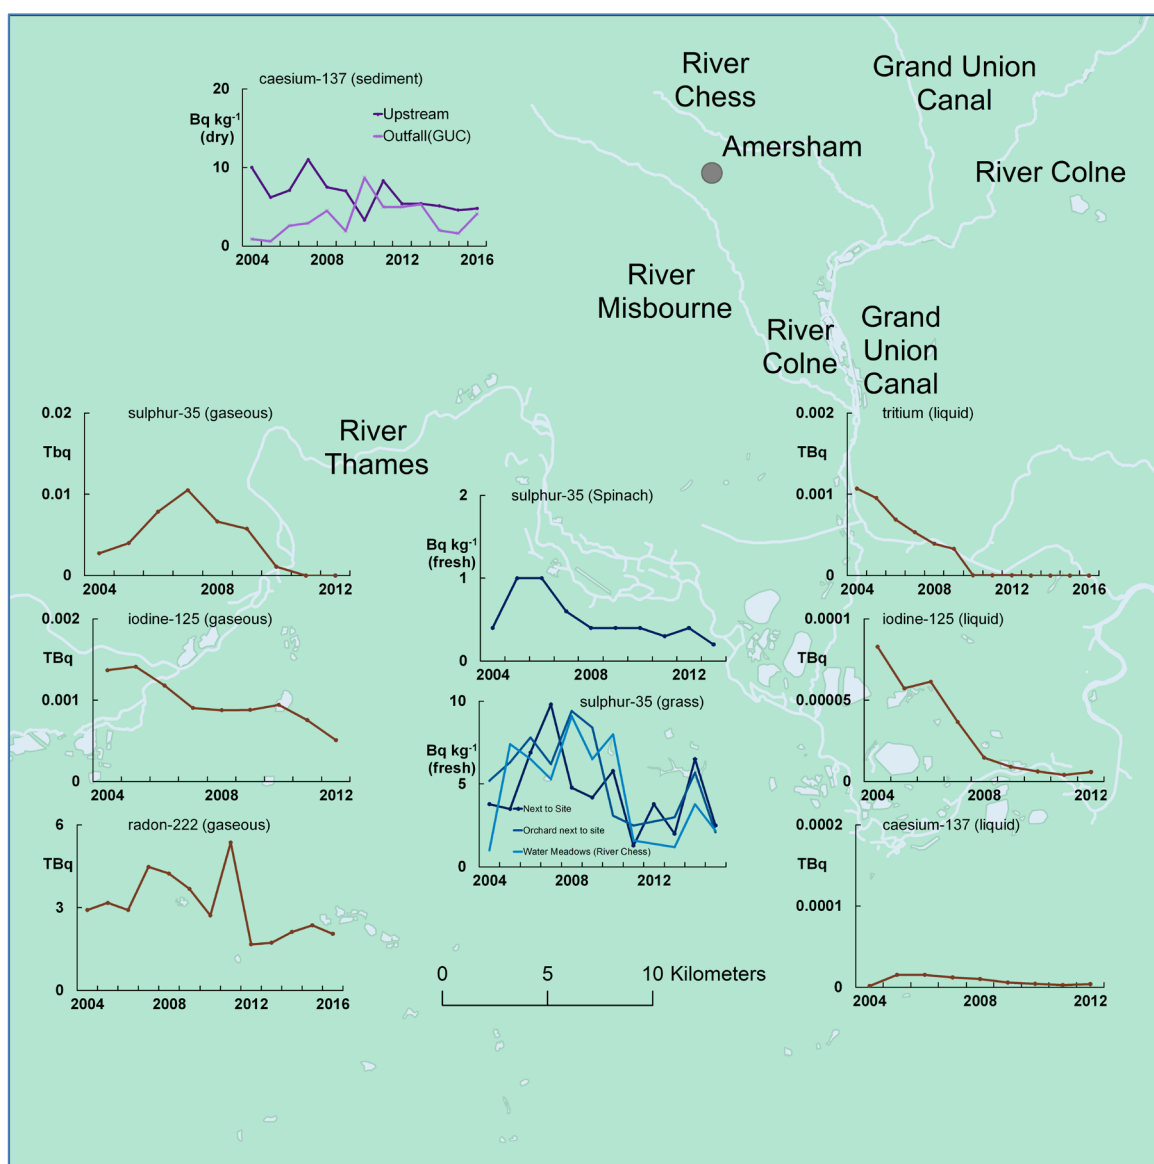 caesium-137 (sediment)
20
Bq kg-1
(dry)
10
0
Upstream
Outfall(GUC)
2004 2008 2012 2016
River
Chess
Grand Union
Canal
Amersham
River Colne
River
Misbourne
River
Colne
Grand
Union
Canal
River
Thames
sulphur-35 (gaseous)
0.02
Tbq
0.01
0
2004 2008 2012
sulphur-35 (Spinach)
2
Bq kg-1
(fresh)
1
0
2004 2008 2012
tritium (liquid)
0.002
TBq
0.001
0
2004 2008 2012 2016
iodine-125 (gaseous)
0.002
TBq
0.001
0
2004 2008 2012
sulphur-35 (grass)
10
Bq kg-1
(fresh)
5
0
Next to Site
Orchard next to site
Water Meadows (River Chess)
2004 2008 2012
iodine-125 (liquid)
0.0001
TBq
0.00005
0
2004 2008 2012
radon-222 (gaseous)
6
TBq
3
0
2004 2008 2012 2016
caesium-137 (liquid)
0.0002
TBq
0.0001
0
2004 2008 2012
0 5 10 Kilometers